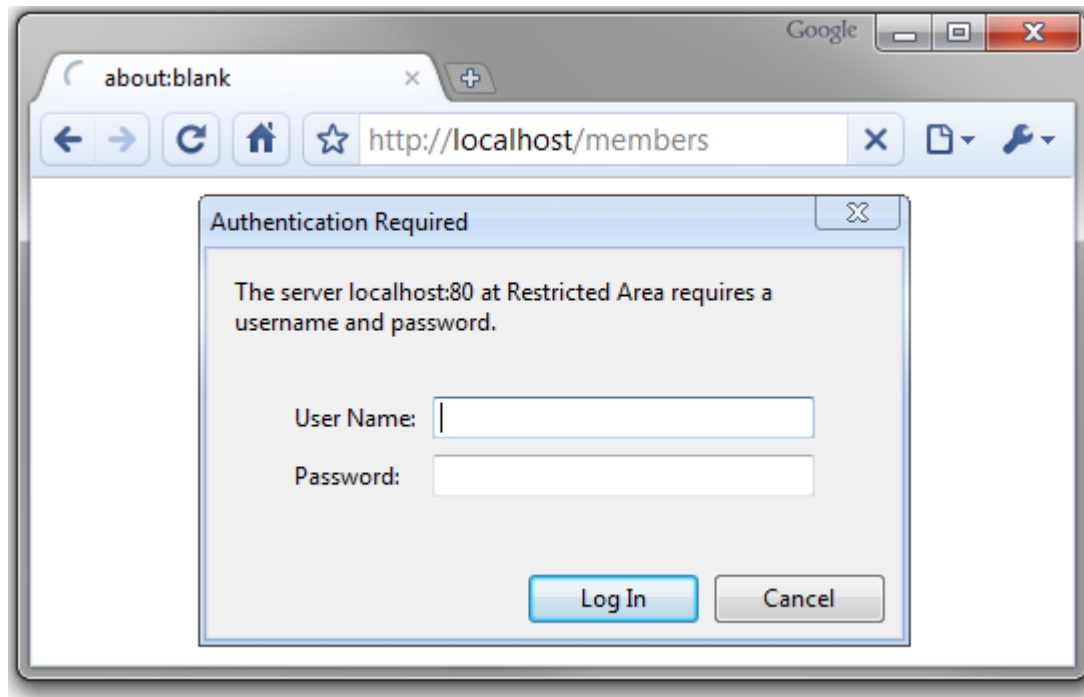 Google
about:blank
http://localhost/members
Authentication Required
The server localhost:80 at Restricted Area requires a
username and password.
User Name:
Password:
Log In Cancel